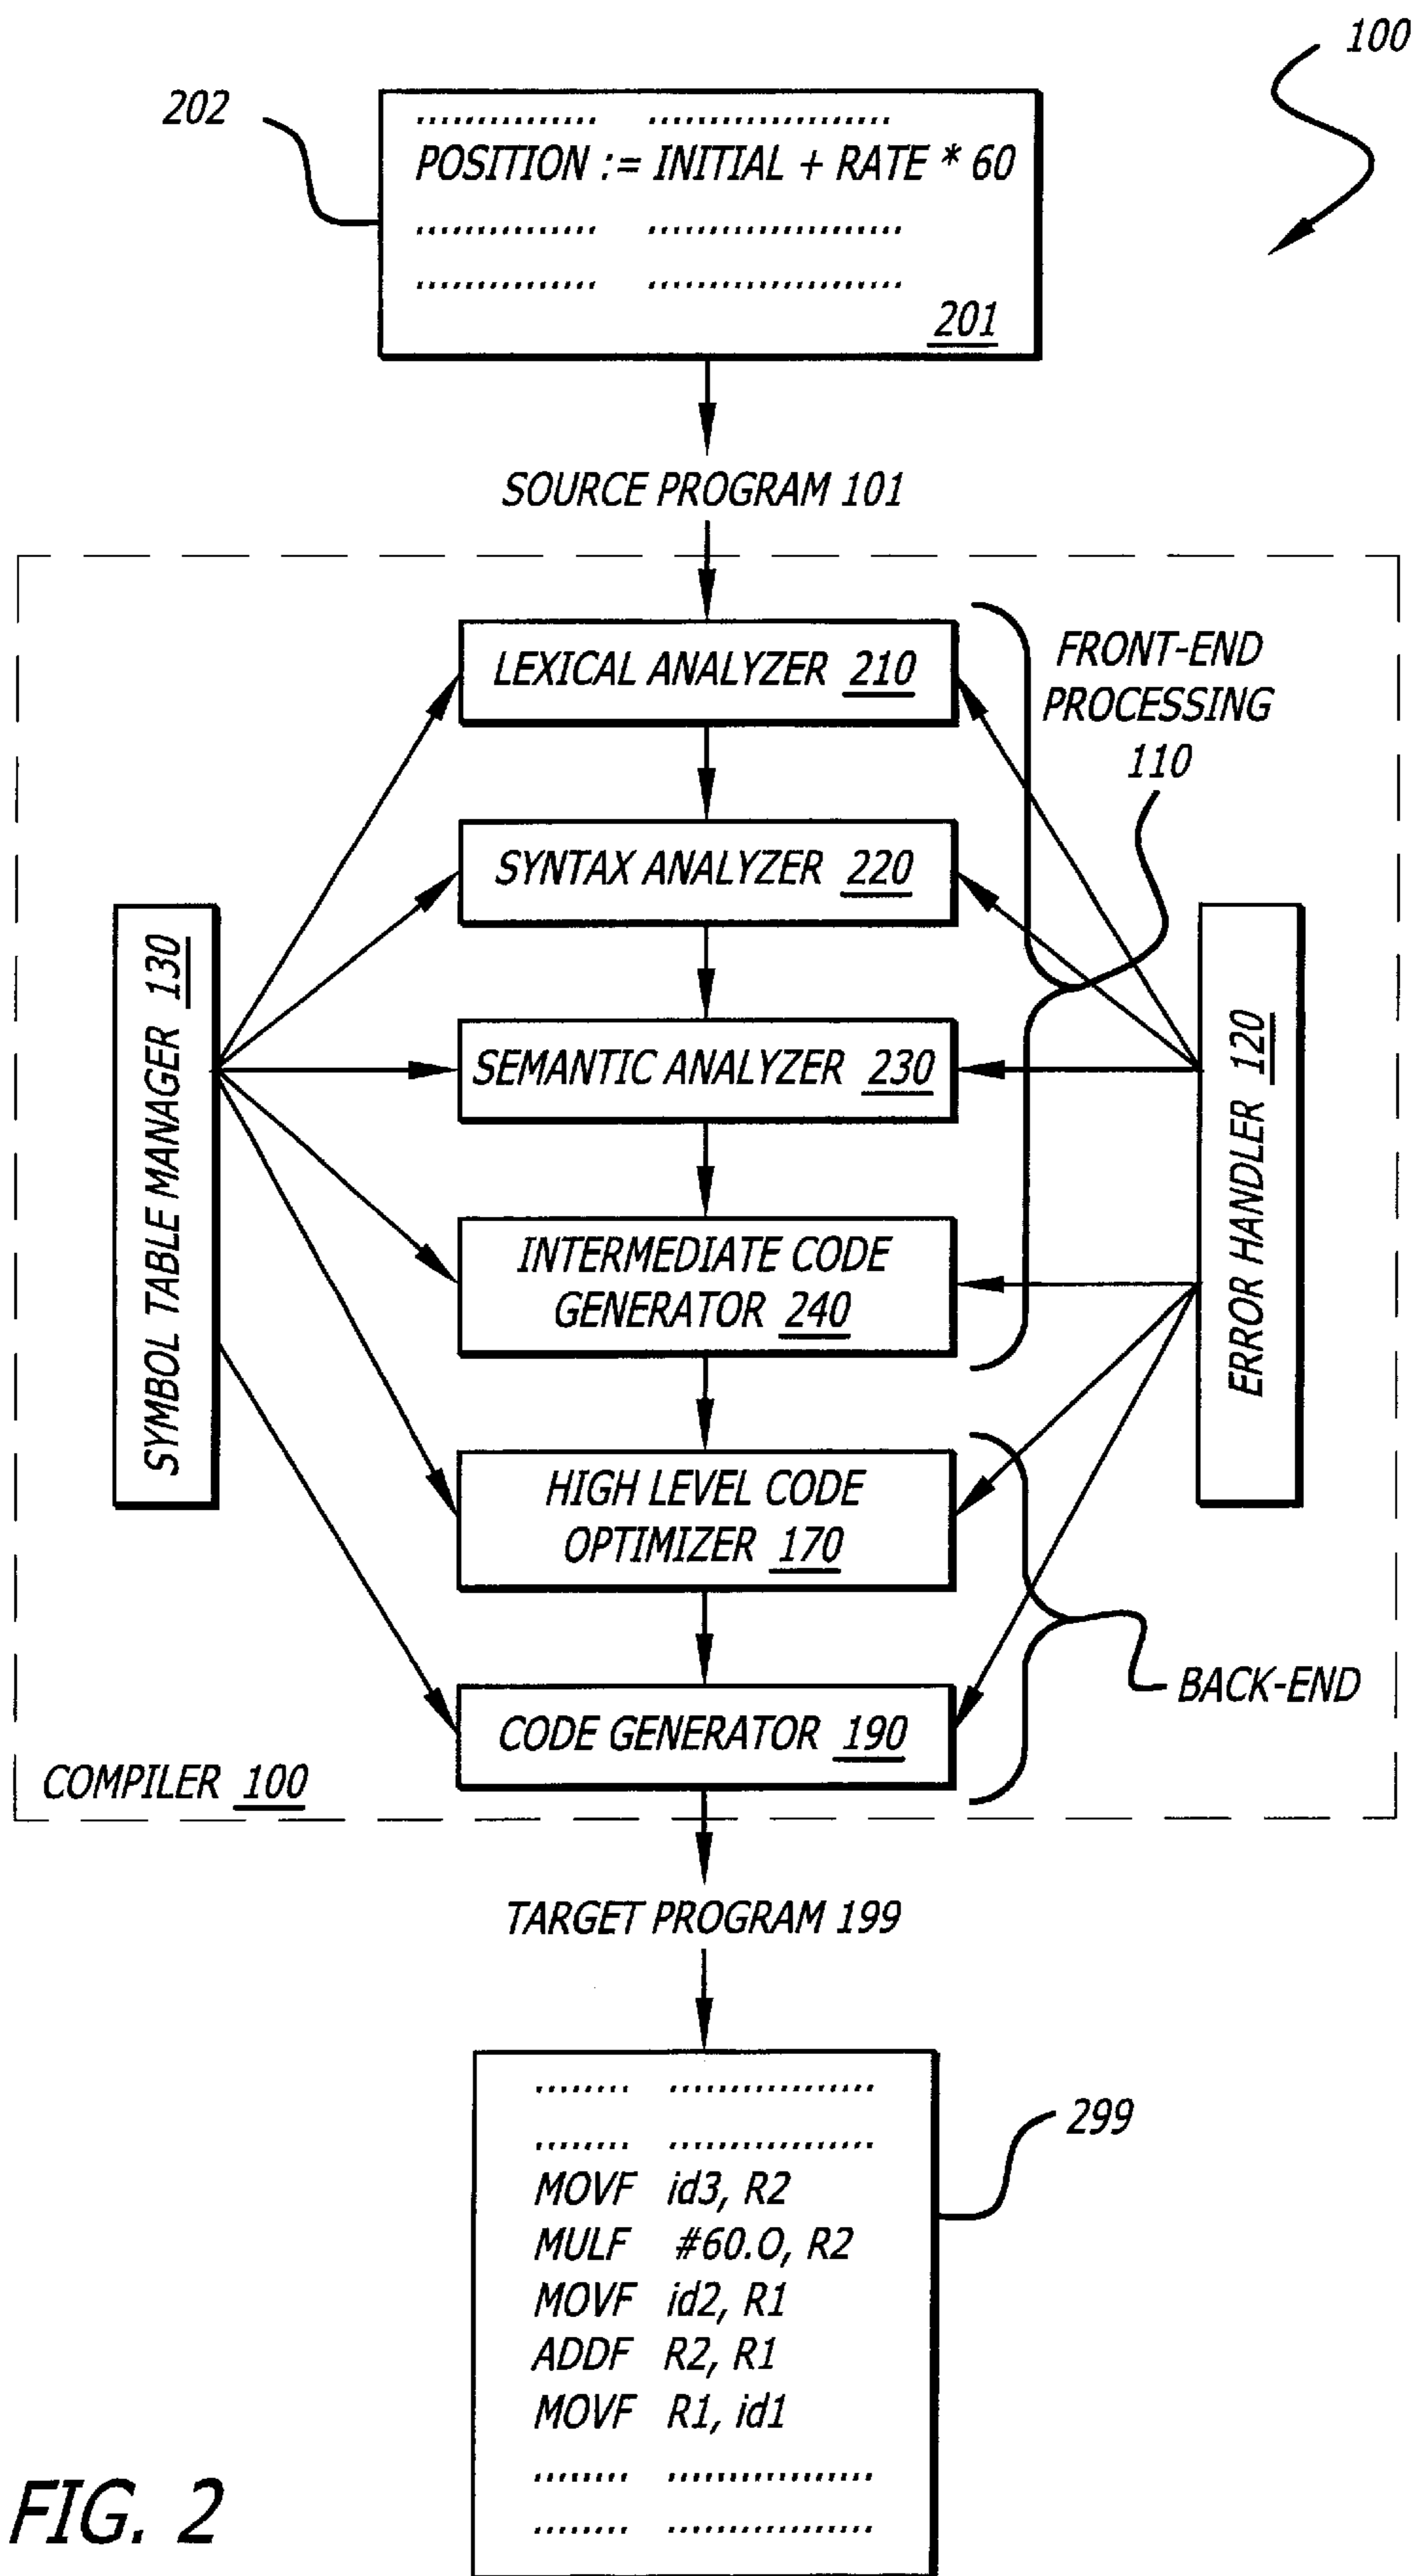 100
202
............... ....................
POSITION := INITIAL + RATE * 60
............... .....................
............... .....................
201
SOURCE PROGRAM 101
LEXICAL ANALYZER 210
FRONT-END
PROCESSING
110
SYNTAX ANALYZER 220
SYMBOL TABLE MANAGER 130
SEMANTIC ANALYZER 230
ERROR HANDLER 120
INTERMEDIATE CODE
GENERATOR 240
HIGH LEVEL CODE
OPTIMIZER 170
BACK-END
CODE GENERATOR 190
COMPILER 100
TARGET PROGRAM 199
........ .................
........ .................
299
MOVF id3, R2
MULF #60.0, R2
MOVF id2, R1
ADDF R2, R1
MOVF R1, id1
........ .................
........ .................
FIG. 2